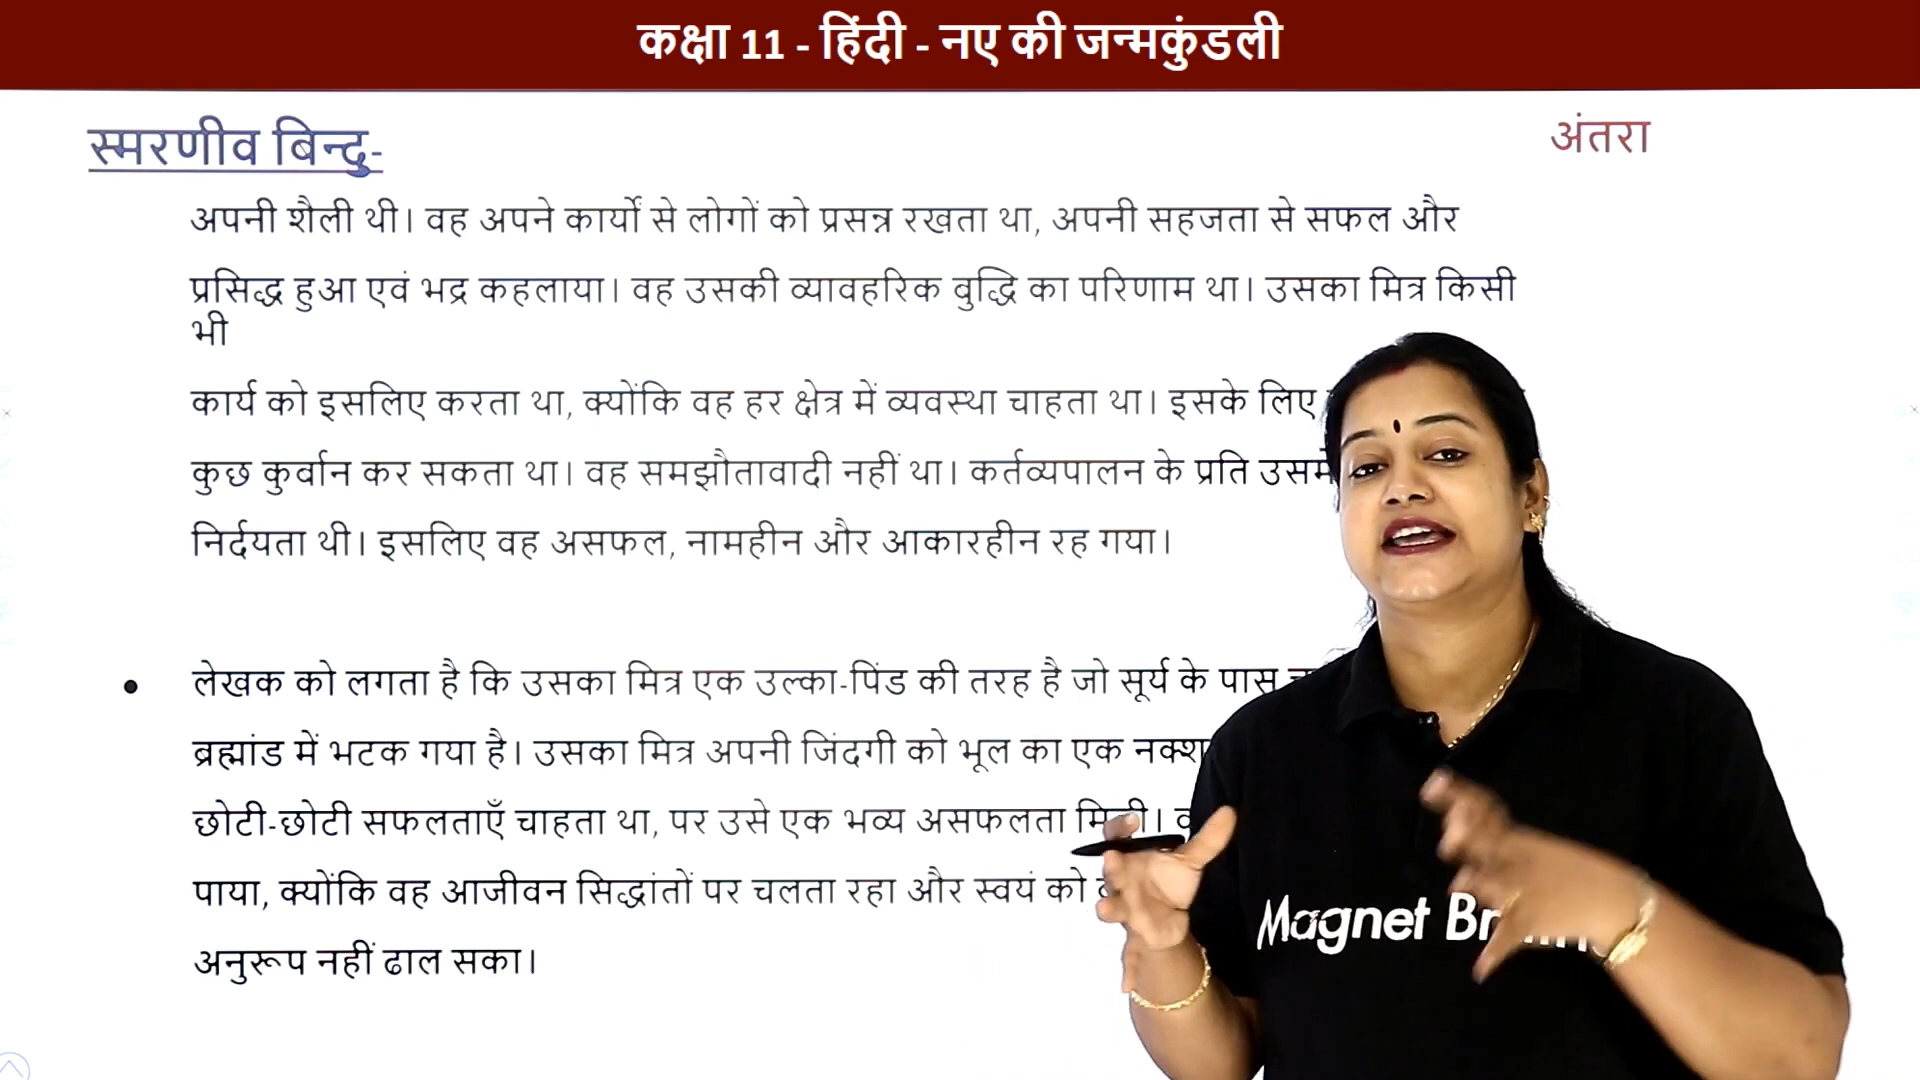 कक्षा 11 - हिंदी - नए की जन्मकुंडली
स्मरणीव बिन्दु-
अंतरा
अपनी शैली थी। वह अपने कार्यों से लोगों को प्रसन्न रखता था, अपनी सहजता से सफल और
प्रसिद्ध हुआ एवं भद्र कहलाया। वह उसकी व्यावहरिक बुद्धि का परिणाम था। उसका मित्र किसी
भी
कार्य को इसलिए करता था, क्योंकि वह हर क्षेत्र में व्यवस्था चाहता था। इसके लिए
कुछ कुर्बान कर सकता था। वह समझौतावादी नहीं था। कर्तव्यपालन के प्रति
निर्दयता थी। इसलिए वह असफल, नामहीन और आकारहीन रह गया।
• लेखक को लगता है कि उसका मित्र एक उल्का-पिंड की तरह है जो सूर्य के पास
ब्रह्मांड में भटक गया है। उसका मित्र अपनी जिंदगी को भूल का एक
छोटी-छोटी सफलताएँ चाहता था, पर उसे एक भव्य असफलता
पाया, क्योंकि वह आजीवन सिद्धांतों पर चलता रहा और स्वयं को
अनुरूप नहीं ढाल सका।
Magnet